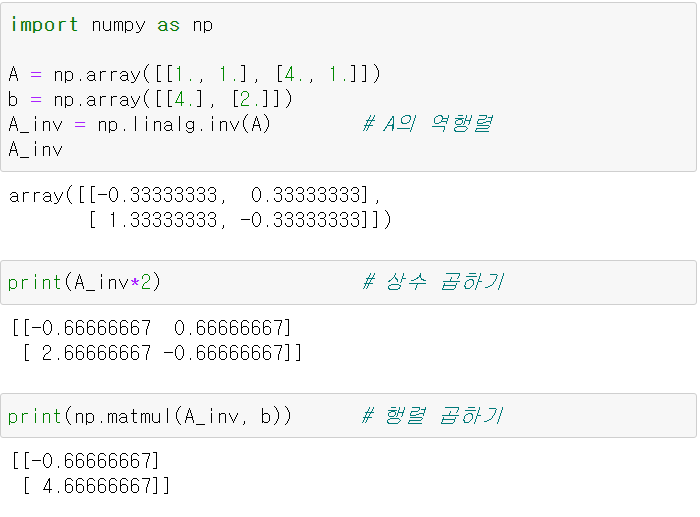 import numpy as np
A = np.array([[1., 1.], [4., 1.]])
b = np.array([[4.], [2.]])
A_inv = np.linalg.inv(A)        # A의 역행렬
A_inv
array([[-0.33333333,  0.33333333],
       [ 1.33333333, -0.33333333]])
print(A_inv*2)                  # 상수 곱하기
[[-0.66666667  0.66666667]
 [ 2.66666667 -0.66666667]]
print(np.matmul(A_inv, b))      # 행렬 곱하기
[[-0.66666667]
 [ 4.66666667]]